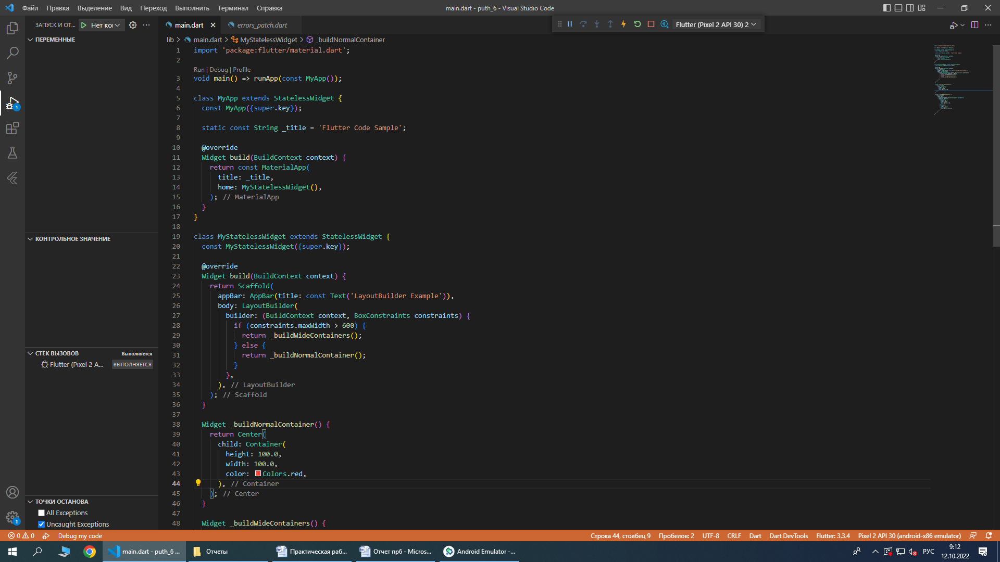 Файл Правка Выделение Вид Переход Выполнить Терминал Справка
main.dart - puth_6 - Visual Studio Code
ЗАПУСК И ОТ... Нет кої
main.dart errors_patch.dart
Flutter (Pixel 2 API 30) 2
lib > main.dart > MyStatelessWidget > _buildNormalContainer
ПЕРЕМЕННЫЕ
КОНТРОЛЬНОЕ ЗНАЧЕНИЕ
СТЕК ВЫЗОВОВ Выполняется
Flutter (Pixel 2 A... ВЫПОЛНЯЕТСЯ
ТОЧКИ ОСТАНОВА
All Exceptions
Uncaught Exceptions
1 import 'package:flutter/material.dart';
2
Run | Debug | Profile
3 void main() => runApp(const MyApp());
4
5 class MyApp extends StatelessWidget {
6 const MyApp({super.key});
7
8 static const String _title = 'Flutter Code Sample';
9
10 @override
11 Widget build(BuildContext context) {
12 return const MaterialApp(
13 title: _title,
14 home: MyStatelessWidget(),
15 ); // MaterialApp
16 }
17 }
18
19 class MyStatelessWidget extends StatelessWidget {
20 const MyStatelessWidget({super.key});
21
22 @override
23 Widget build(BuildContext context) {
24 return Scaffold(
25 appBar: AppBar(title: const Text('LayoutBuilder Example')),
26 body: LayoutBuilder(
27 builder: (BuildContext context, BoxConstraints constraints) {
28 if (constraints.maxWidth > 600) {
29 return _buildWideContainers();
30 } else {
31 return _buildNormalContainer();
32 }
33 },
34 ), // LayoutBuilder
35 ); // Scaffold
36 }
37
38 Widget _buildNormalContainer() {
39 return Center(
40 child: Container(
41 height: 100.0,
42 width: 100.0,
43 color: Colors.red,
44 ), // Container
45 ); // Center
46 }
47
48 Widget _buildWideContainers() {
1
1
0 0 Debug my code
Строка 44, столбец 9 Пробелов: 2 UTF-8 CRLF Dart Dart DevTools Flutter: 3.3.4 Pixel 2 API 30 (android-x86 emulator)
main.dart - puth_6 ... Отчеты Практическая раб... Отчет пр6 - Micros... Android Emulator -... РУС 9:12
12.10.2022